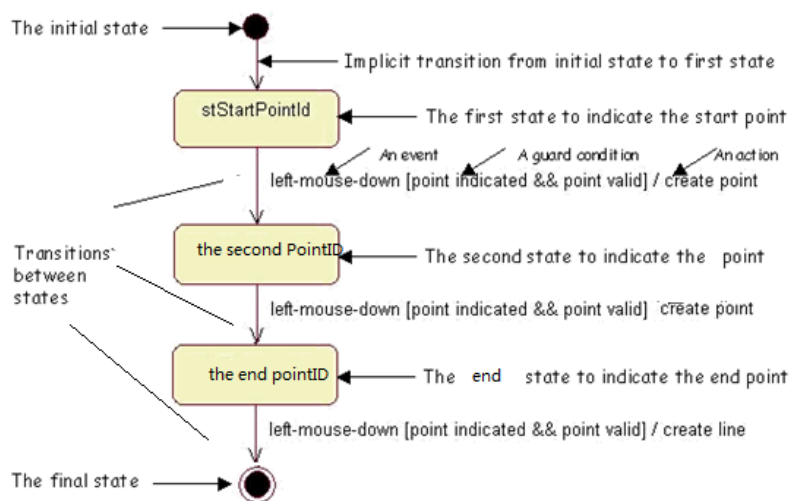 The initial state
Implicit transition from initial state to first state
stStartPointId
The first state to indicate the start point
An event
A guard condition
An action
left-mouse-down [point indicated && point valid] / create point
the second PointID
The second state to indicate the point
Transitions
between
states
left-mouse-down [point indicated && point valid] create point
the end pointID
The end state to indicate the end point
left-mouse-down [point indicated && point valid] / create line
The final state